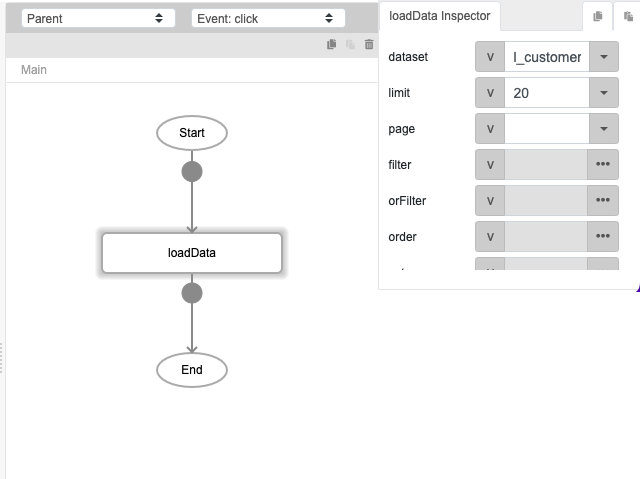 Parent
Event: click
loadData Inspector
Main
dataset V l_customer
limit V 20
page V
filter V •••
orFilter V •••
order V •••
Start
loadData
End